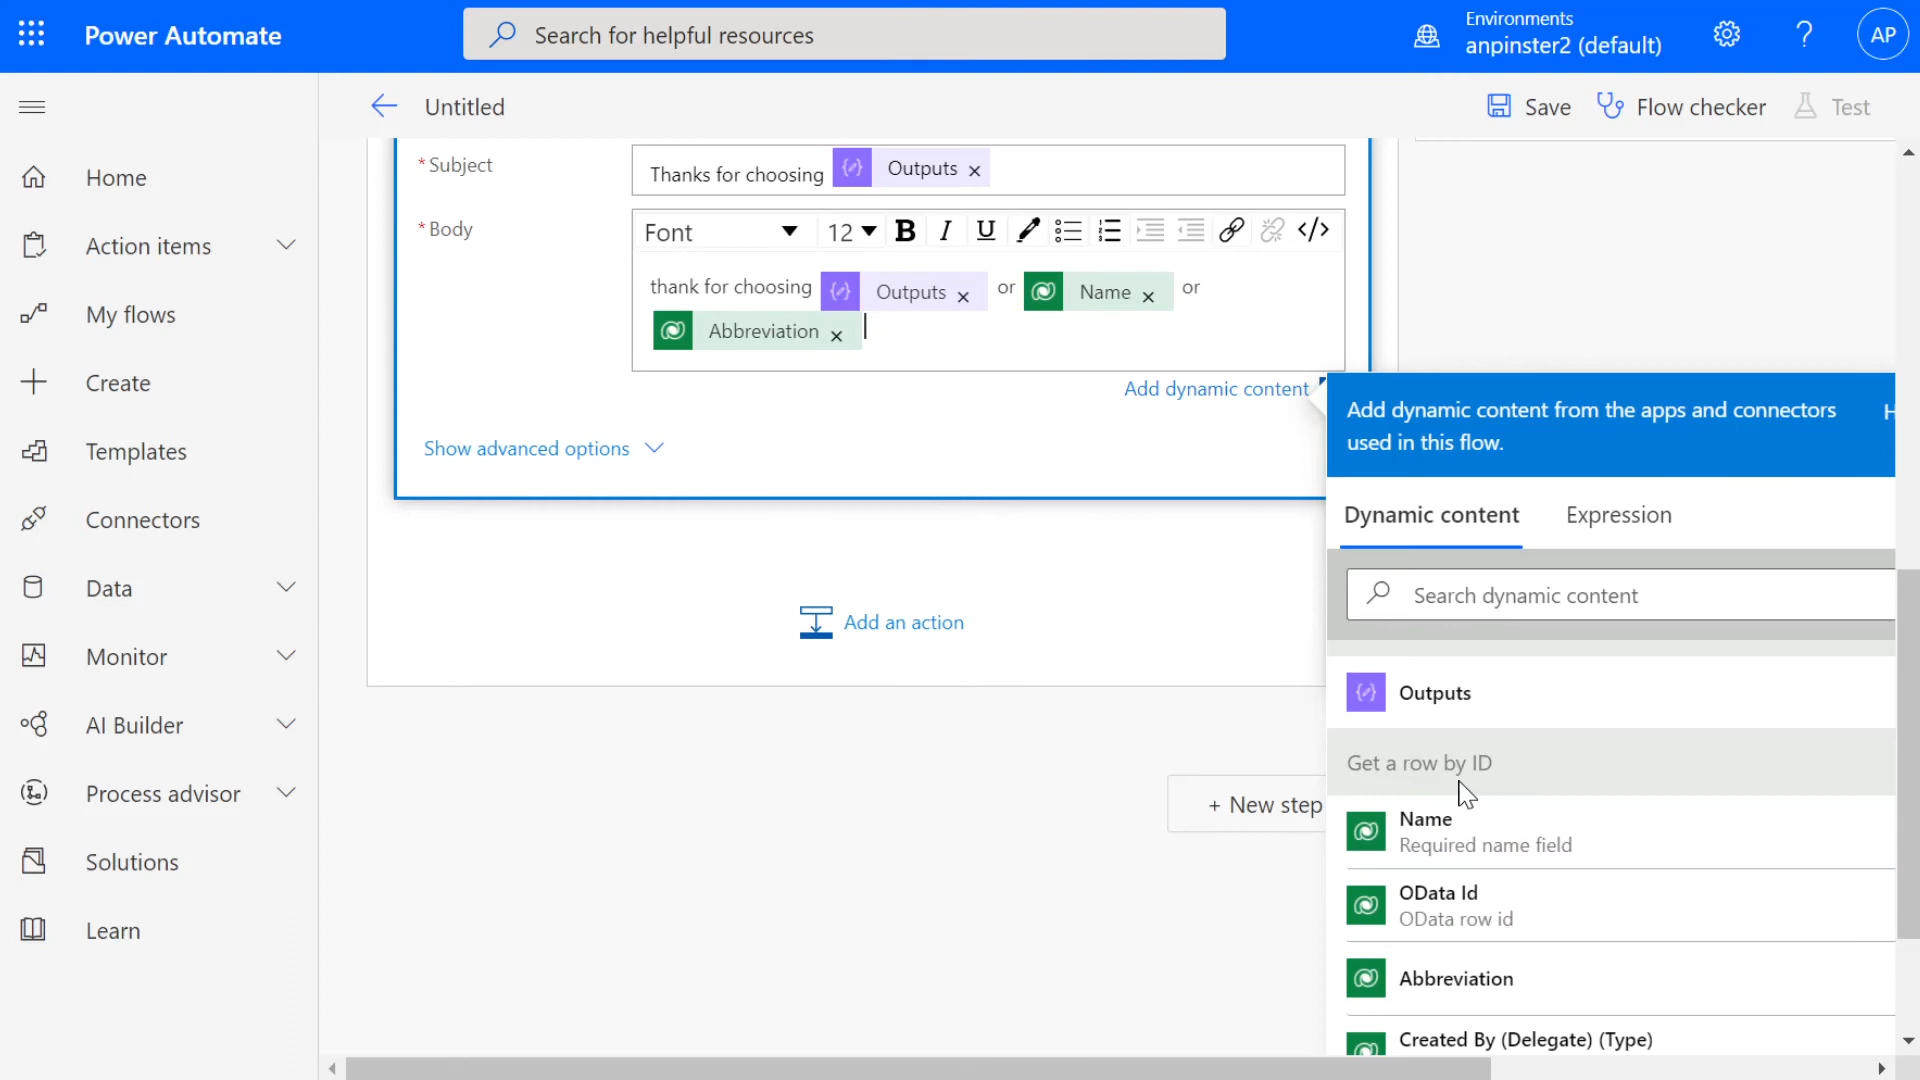 Power Automate
Search for helpful resources
Environments
anpinster2 (default)
?
AP
Untitled
Save
Flow checker
Test
Home
Action items
My flows
Create
Templates
Connectors
Data
Monitor
AI Builder
Process advisor
Solutions
Learn
* Subject
Thanks for choosing Outputs ×
* Body
Font 12 B I U </>
thank for choosing Outputs × or Name × or
Abbreviation ×
Add dynamic content
Show advanced options
Add an action
+ New step
Add dynamic content from the apps and connectors
used in this flow.
H
Dynamic content Expression
Search dynamic content
Outputs
Get a row by ID
Name
Required name field
OData Id
OData row id
Abbreviation
Created By (Delegate) (Type)